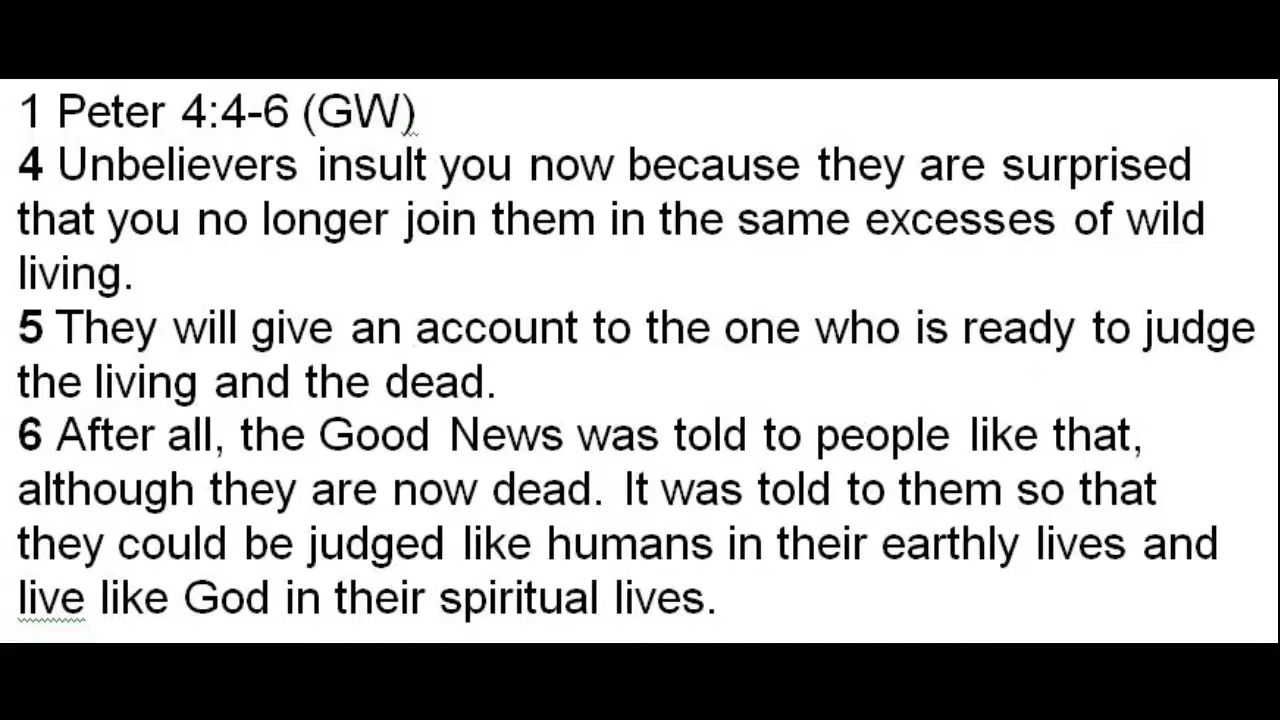 1 Peter 4:4-6 (GW)
4 Unbelievers insult you now because they are surprised
that you no longer join them in the same excesses of wild
living.
5 They will give an account to the one who is ready to judge
the living and the dead.
6 After all, the Good News was told to people like that,
although they are now dead. It was told to them so that
they could be judged like humans in their earthly lives and
live like God in their spiritual lives.